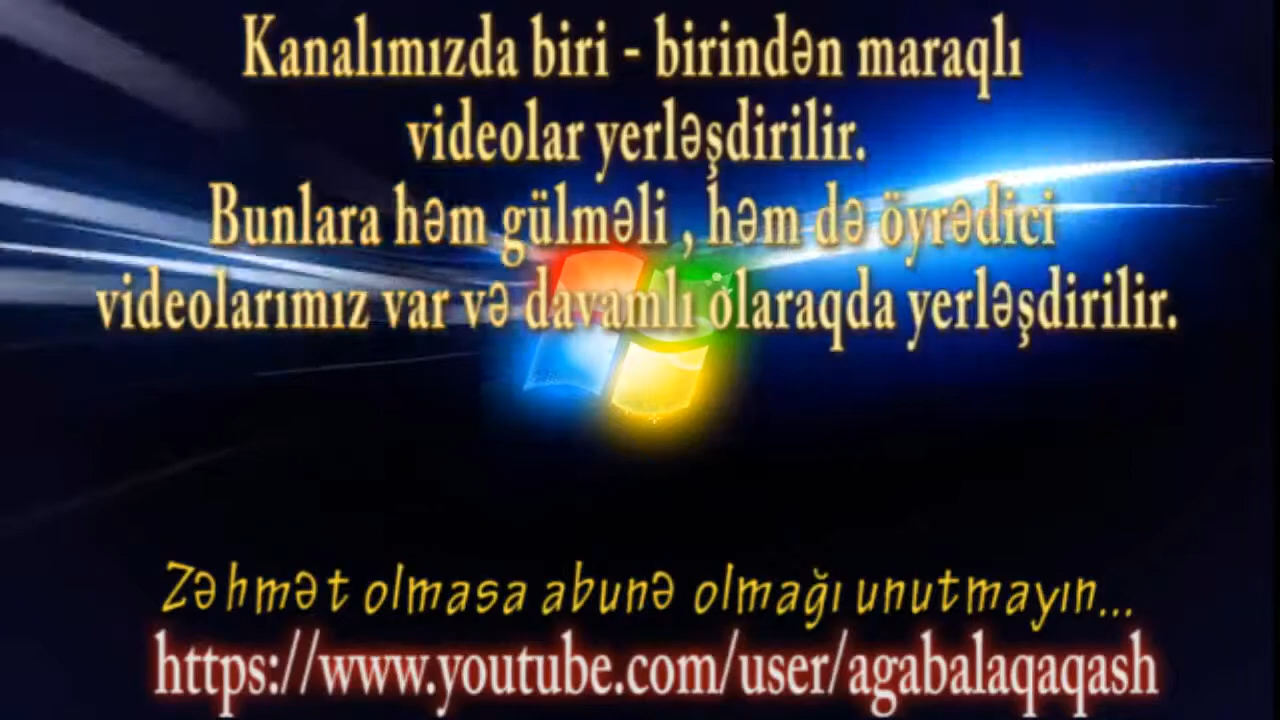 Kanalımızda biri - birindən maraqlı
videolar yerləşdirilir.
Bunlara həm gülməli , həm də öyrədici
videolarımız var və davamlı olaraqda yerləşdirilir.
Zəhmət olmasa abunə olmağı unutmayın...
https://www.youtube.com/user/agabalaqaqash